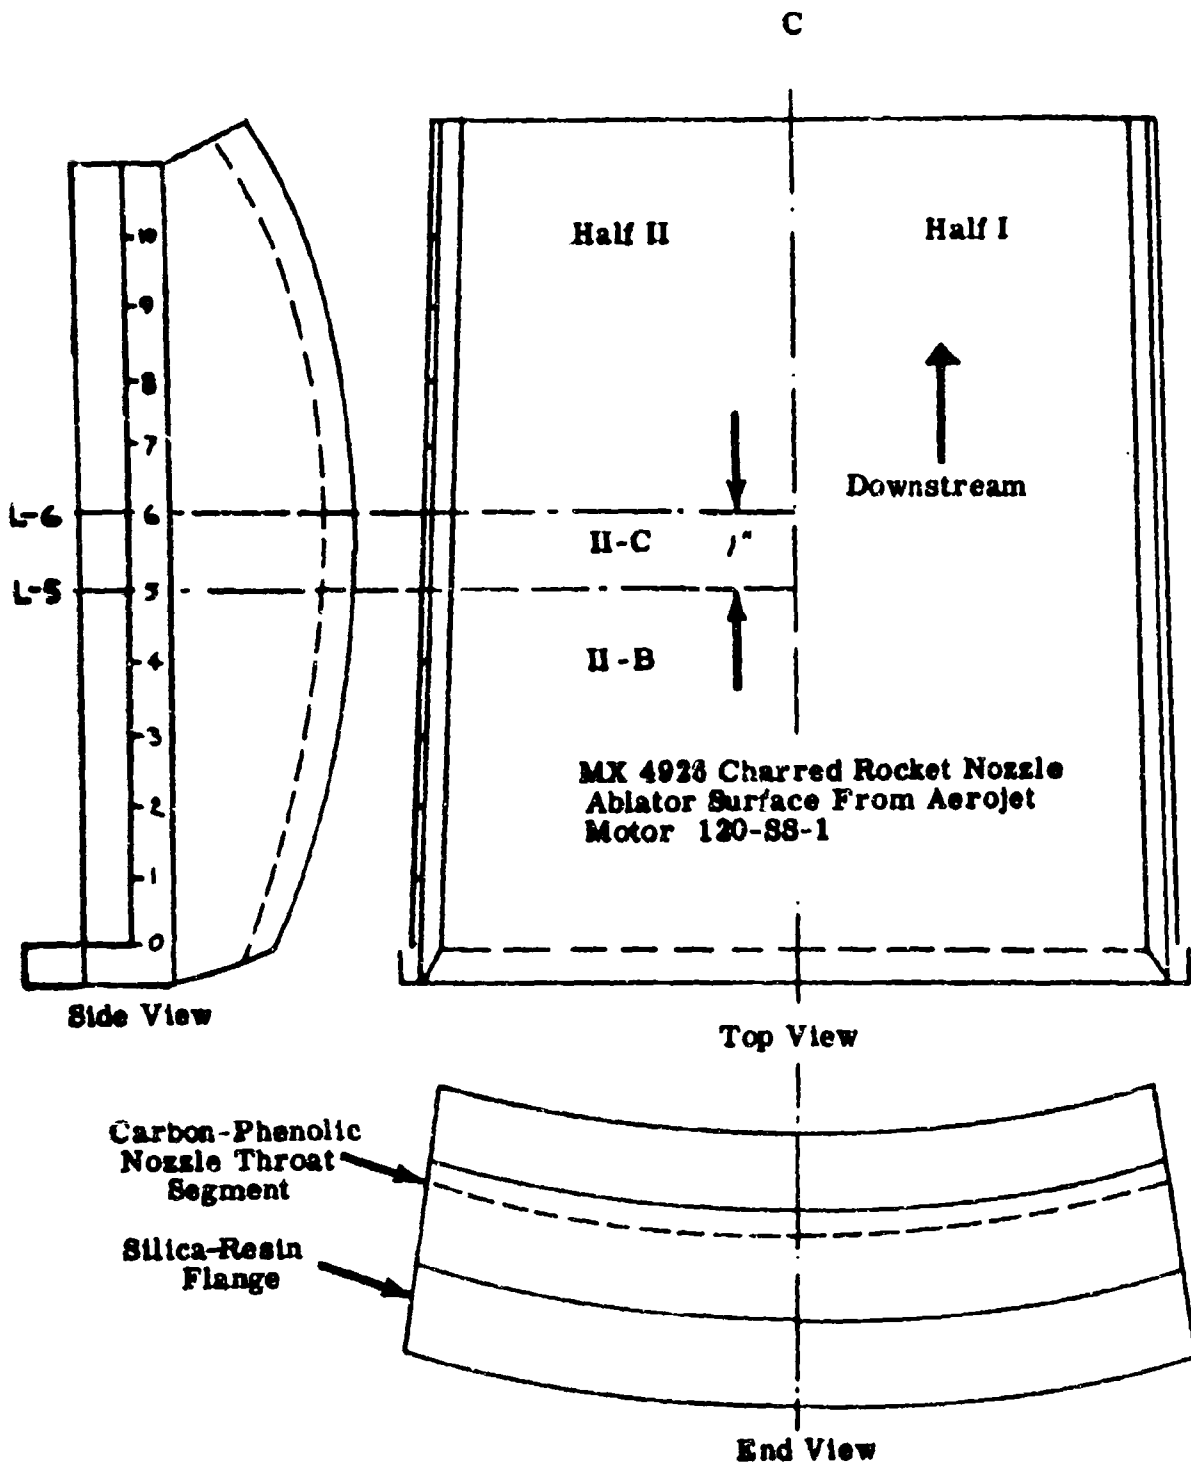 C
Half II
Half I
10
9
8
7
Downstream
L-6
6
II-C
1"
L-5
5
4
II-B
3
MX 4926 Charred Rocket Nozzle
2
Ablator Surface From Aerojet
Motor 120-SS-1
1
0
Side View
Top View
Carbon-Phenolic
Nozzle Throat
Segment
Silica-Resin
Flange
End View